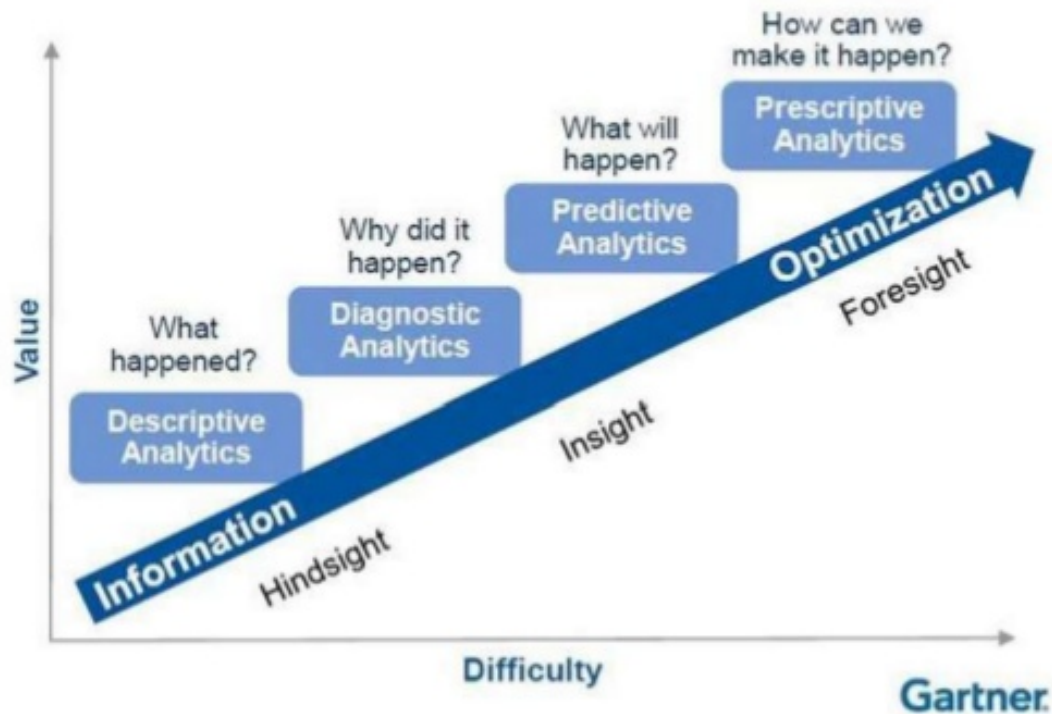 How can we
make it happen?
Prescriptive
Analytics
What will
happen?
Predictive
Analytics
Why did it
happen?
Diagnostic
Analytics
What
happened?
Descriptive
Analytics
Value
Information
Optimization
Hindsight
Insight
Foresight
Difficulty
Gartner.